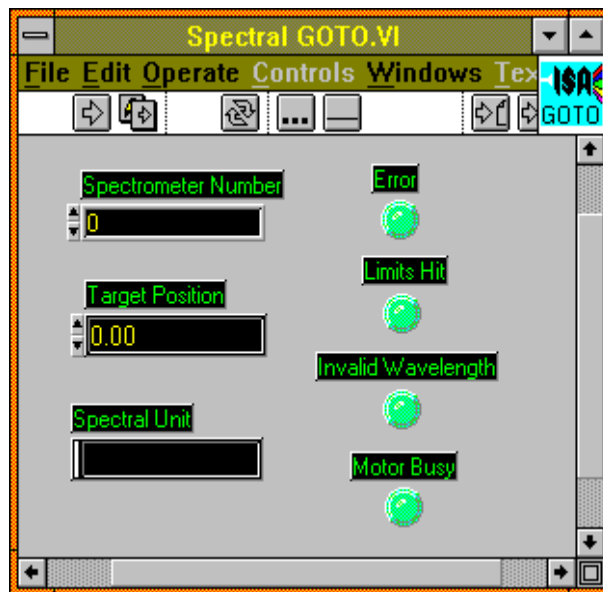 Spectral GOTO.VI
File Edit Operate Controls Windows Tex
ISA
GOTO
Spectrometer Number
0
Error
Limits Hit
Target Position
0.00
Invalid Wavelength
Spectral Unit
Motor Busy